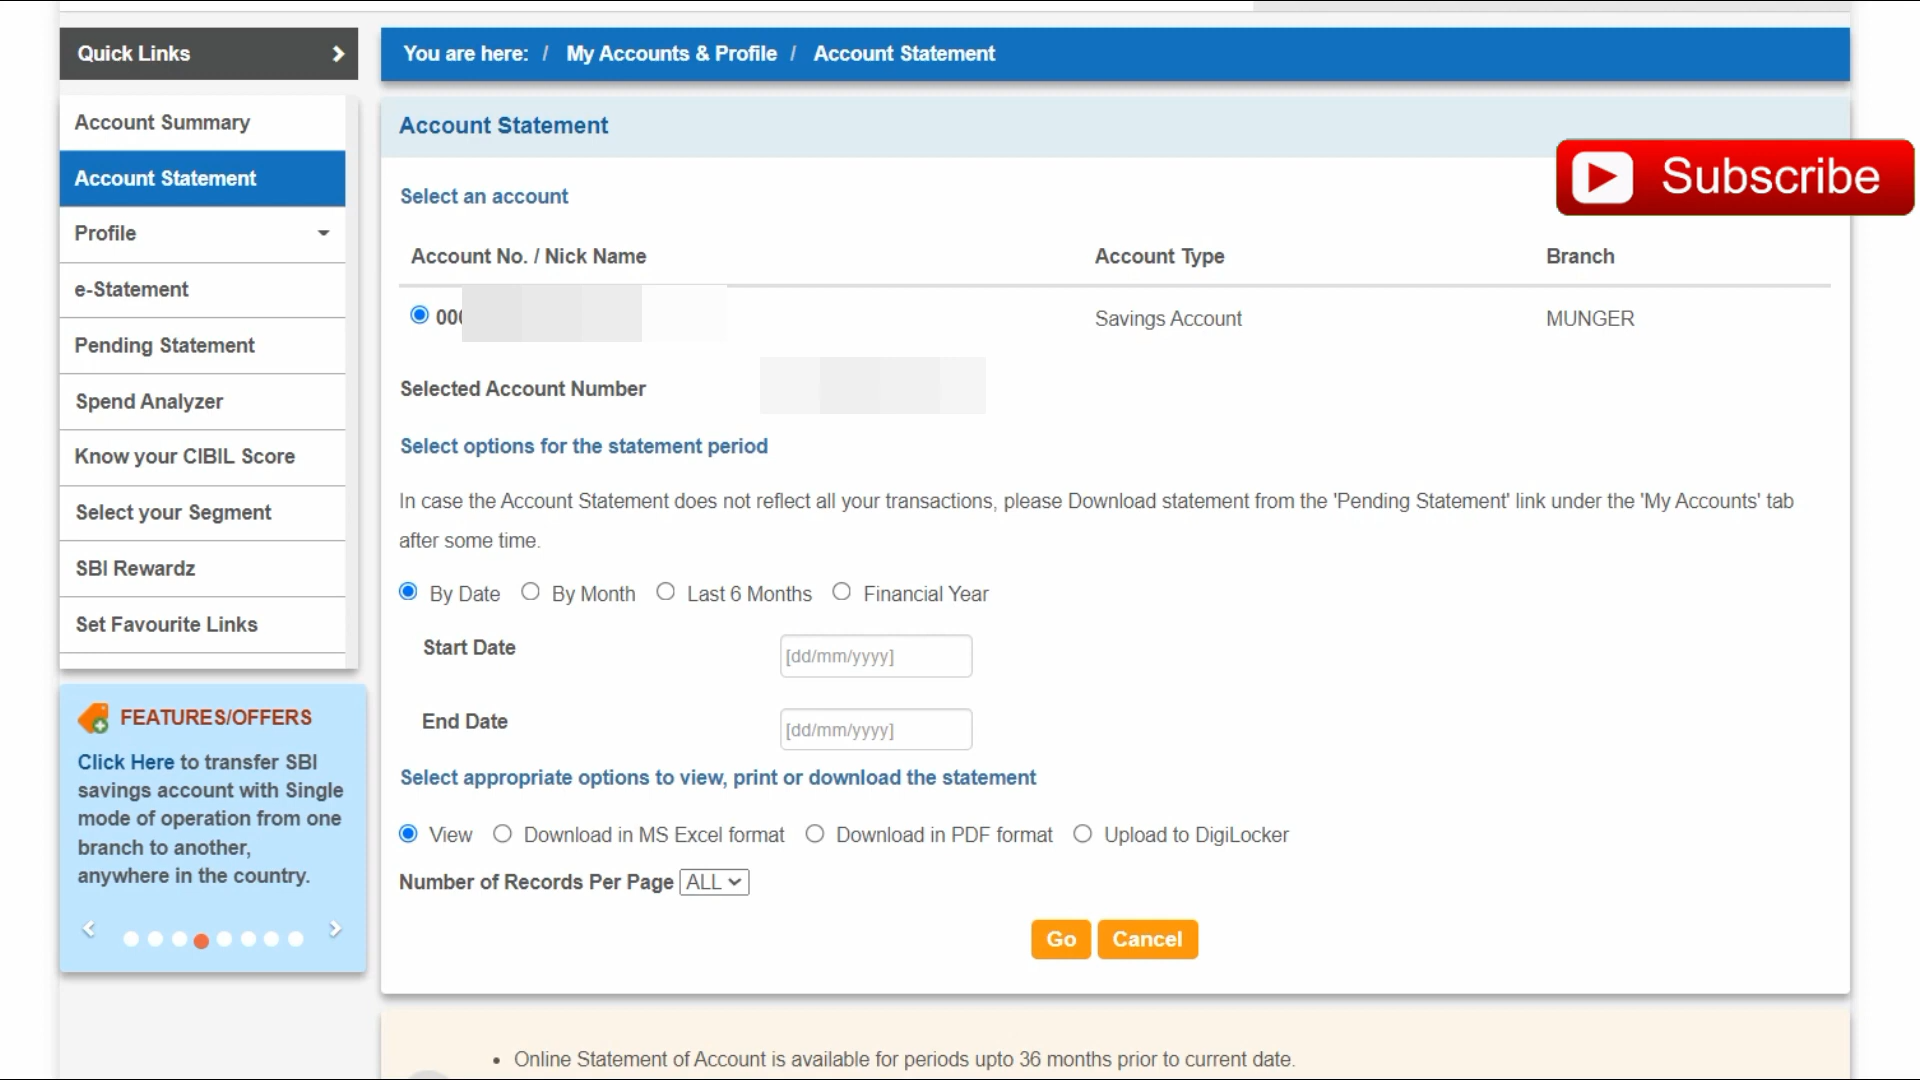 Quick Links
You are here: / My Accounts & Profile / Account Statement
Account Summary
Account Statement
Profile
e-Statement
Pending Statement
Spend Analyzer
Know your CIBIL Score
Select your Segment
SBI Rewardz
Set Favourite Links
FEATURES/OFFERS
Click Here to transfer SBI
savings account with Single
mode of operation from one
branch to another,
anywhere in the country.
Account Statement
Subscribe
Select an account
Account No. / Nick Name Account Type Branch
000 Savings Account MUNGER
Selected Account Number
Select options for the statement period
In case the Account Statement does not reflect all your transactions, please Download statement from the 'Pending Statement' link under the 'My Accounts' tab
after some time.
By Date By Month Last 6 Months Financial Year
Start Date [dd/mm/yyyy]
End Date [dd/mm/yyyy]
Select appropriate options to view, print or download the statement
View Download in MS Excel format Download in PDF format Upload to DigiLocker
Number of Records Per Page ALL
Go Cancel
• Online Statement of Account is available for periods upto 36 months prior to current date.